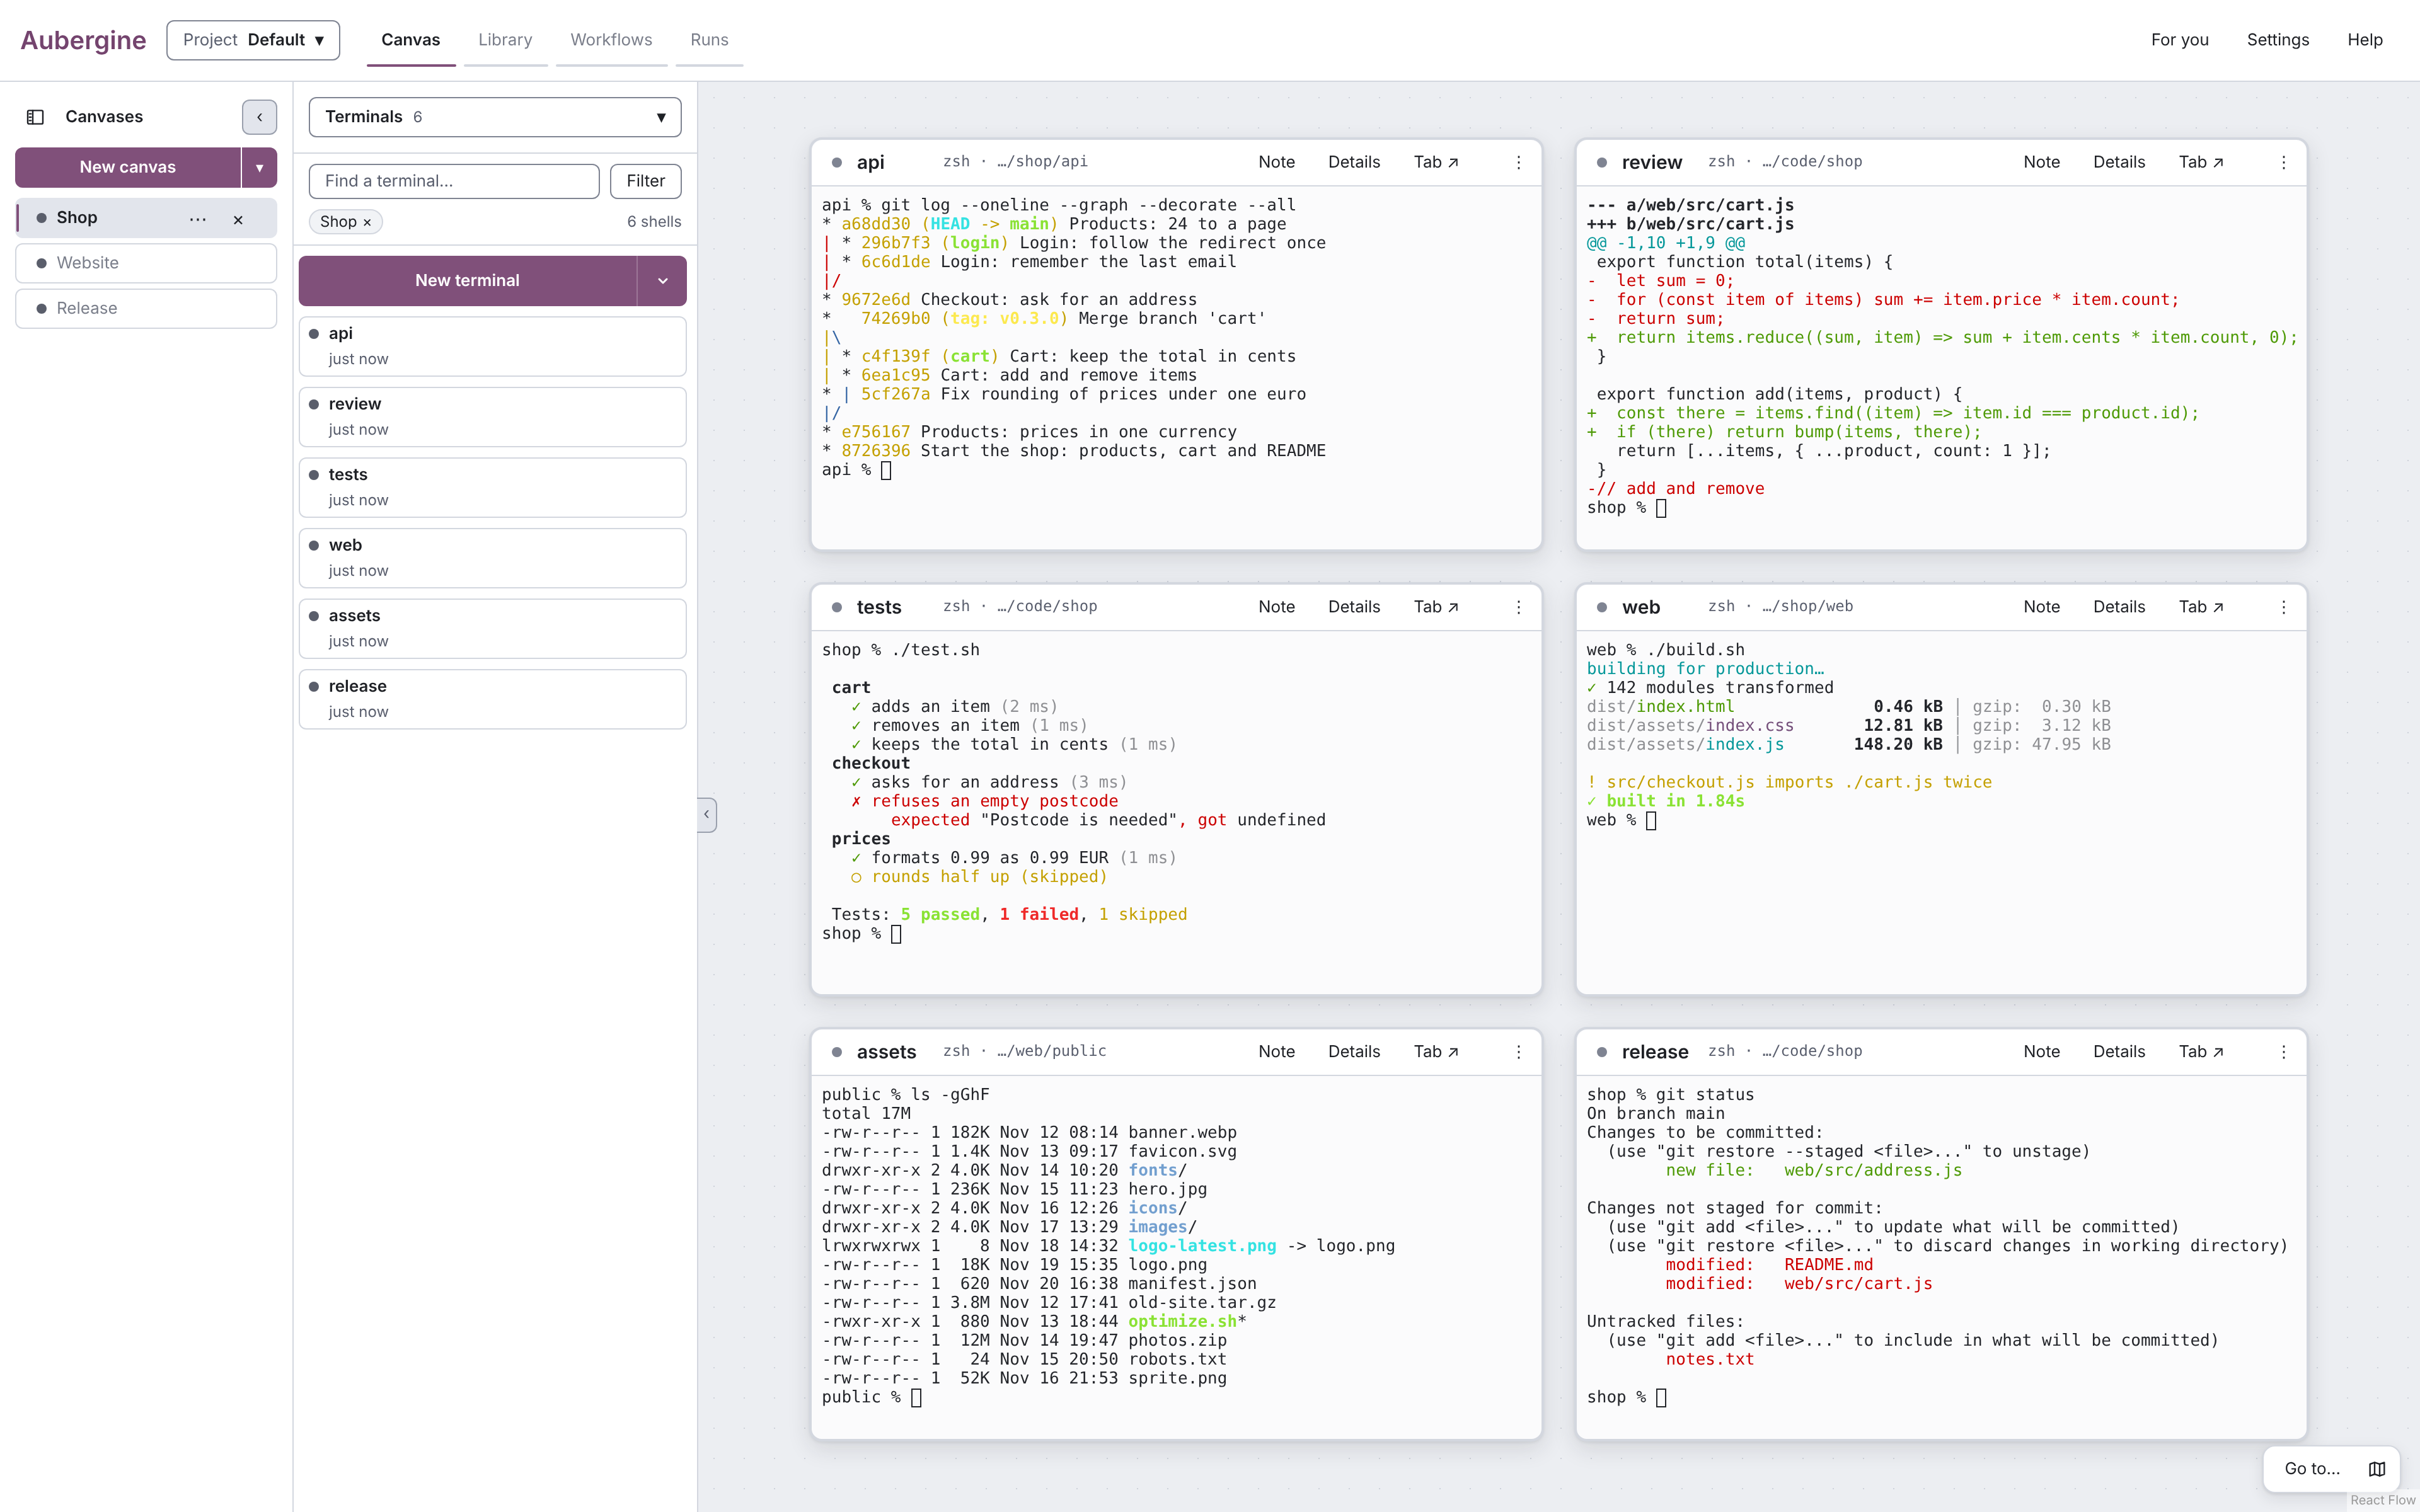 Aubergine
Project Default ▾
Canvas Library Workflows Runs
For you Settings Help
Canvases
New canvas
Shop
Website
Release
Terminals 6
Find a terminal...
Filter
Shop ×
6 shells
New terminal
api
just now
review
just now
tests
just now
web
just now
assets
just now
release
just now
api zsh · …/shop/api Note Details Tab ↗
api % git log --oneline --graph --decorate --all
* a68dd30 (HEAD -> main) Products: 24 to a page
| * 296b7f3 (login) Login: follow the redirect once
| * 6c6d1de Login: remember the last email
|/
* 9672e6d Checkout: ask for an address
*   74269b0 (tag: v0.3.0) Merge branch 'cart'
|\
| * c4f139f (cart) Cart: keep the total in cents
| * 6ea1c95 Cart: add and remove items
* | 5cf267a Fix rounding of prices under one euro
|/
* e756167 Products: prices in one currency
* 8726396 Start the shop: products, cart and README
api %
review zsh · …/code/shop Note Details Tab ↗
--- a/web/src/cart.js
+++ b/web/src/cart.js
@@ -1,10 +1,9 @@
 export function total(items) {
-  let sum = 0;
-  for (const item of items) sum += item.price * item.count;
-  return sum;
+  return items.reduce((sum, item) => sum + item.cents * item.count, 0);
 }

 export function add(items, product) {
+  const there = items.find((item) => item.id === product.id);
+  if (there) return bump(items, there);
   return [...items, { ...product, count: 1 }];
 }
-// add and remove
shop %
tests zsh · …/code/shop Note Details Tab ↗
shop % ./test.sh

 cart
   ✓ adds an item (2 ms)
   ✓ removes an item (1 ms)
   ✓ keeps the total in cents (1 ms)
 checkout
   ✓ asks for an address (3 ms)
   ✗ refuses an empty postcode
       expected "Postcode is needed", got undefined
 prices
   ✓ formats 0.99 as 0.99 EUR (1 ms)
   ○ rounds half up (skipped)

 Tests: 5 passed, 1 failed, 1 skipped
shop %
web zsh · …/shop/web Note Details Tab ↗
web % ./build.sh
building for production…
✓ 142 modules transformed
dist/index.html              0.46 kB │ gzip:  0.30 kB
dist/assets/index.css       12.81 kB │ gzip:  3.12 kB
dist/assets/index.js       148.20 kB │ gzip: 47.95 kB

! src/checkout.js imports ./cart.js twice
✓ built in 1.84s
web %
assets zsh · …/web/public Note Details Tab ↗
public % ls -gGhF
total 17M
-rw-r--r-- 1 182K Nov 12 08:14 banner.webp
-rw-r--r-- 1 1.4K Nov 13 09:17 favicon.svg
drwxr-xr-x 2 4.0K Nov 14 10:20 fonts/
-rw-r--r-- 1 236K Nov 15 11:23 hero.jpg
drwxr-xr-x 2 4.0K Nov 16 12:26 icons/
drwxr-xr-x 2 4.0K Nov 17 13:29 images/
lrwxrwxrwx 1    8 Nov 18 14:32 logo-latest.png -> logo.png
-rw-r--r-- 1  18K Nov 19 15:35 logo.png
-rw-r--r-- 1  620 Nov 20 16:38 manifest.json
-rw-r--r-- 1 3.8M Nov 12 17:41 old-site.tar.gz
-rwxr-xr-x 1  880 Nov 13 18:44 optimize.sh*
-rw-r--r-- 1  12M Nov 14 19:47 photos.zip
-rw-r--r-- 1   24 Nov 15 20:50 robots.txt
-rw-r--r-- 1  52K Nov 16 21:53 sprite.png
public %
release zsh · …/code/shop Note Details Tab ↗
shop % git status
On branch main
Changes to be committed:
  (use "git restore --staged <file>..." to unstage)
        new file:   web/src/address.js

Changes not staged for commit:
  (use "git add <file>..." to update what will be committed)
  (use "git restore <file>..." to discard changes in working directory)
        modified:   README.md
        modified:   web/src/cart.js

Untracked files:
  (use "git add <file>..." to include in what will be committed)
        notes.txt

shop %
Go to...
React Flow